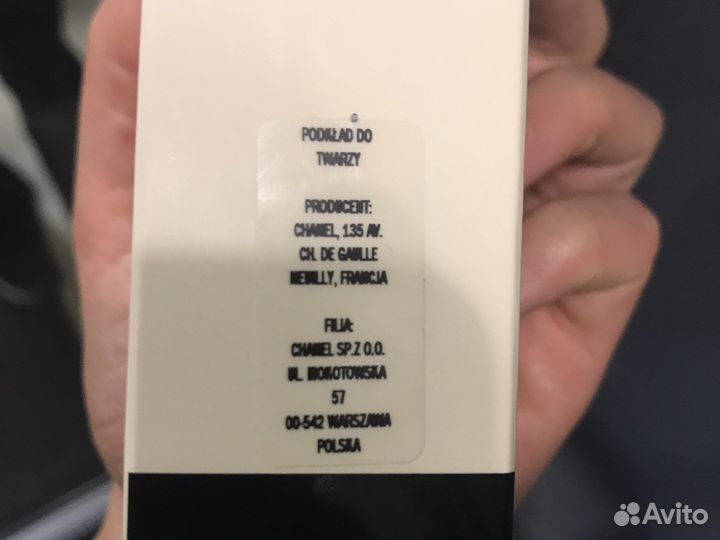 PODKŁAD DO
TWARZY
PRODUCENT:
CHANEL, 135 AV.
CH. DE GAULLE
NEUILLY, FRANCJA
FILIA:
CHANEL SP.Z O.O.
UL. MOKOTOWSKA
57
00-542 WARSZAWA
POLSKA
Avito